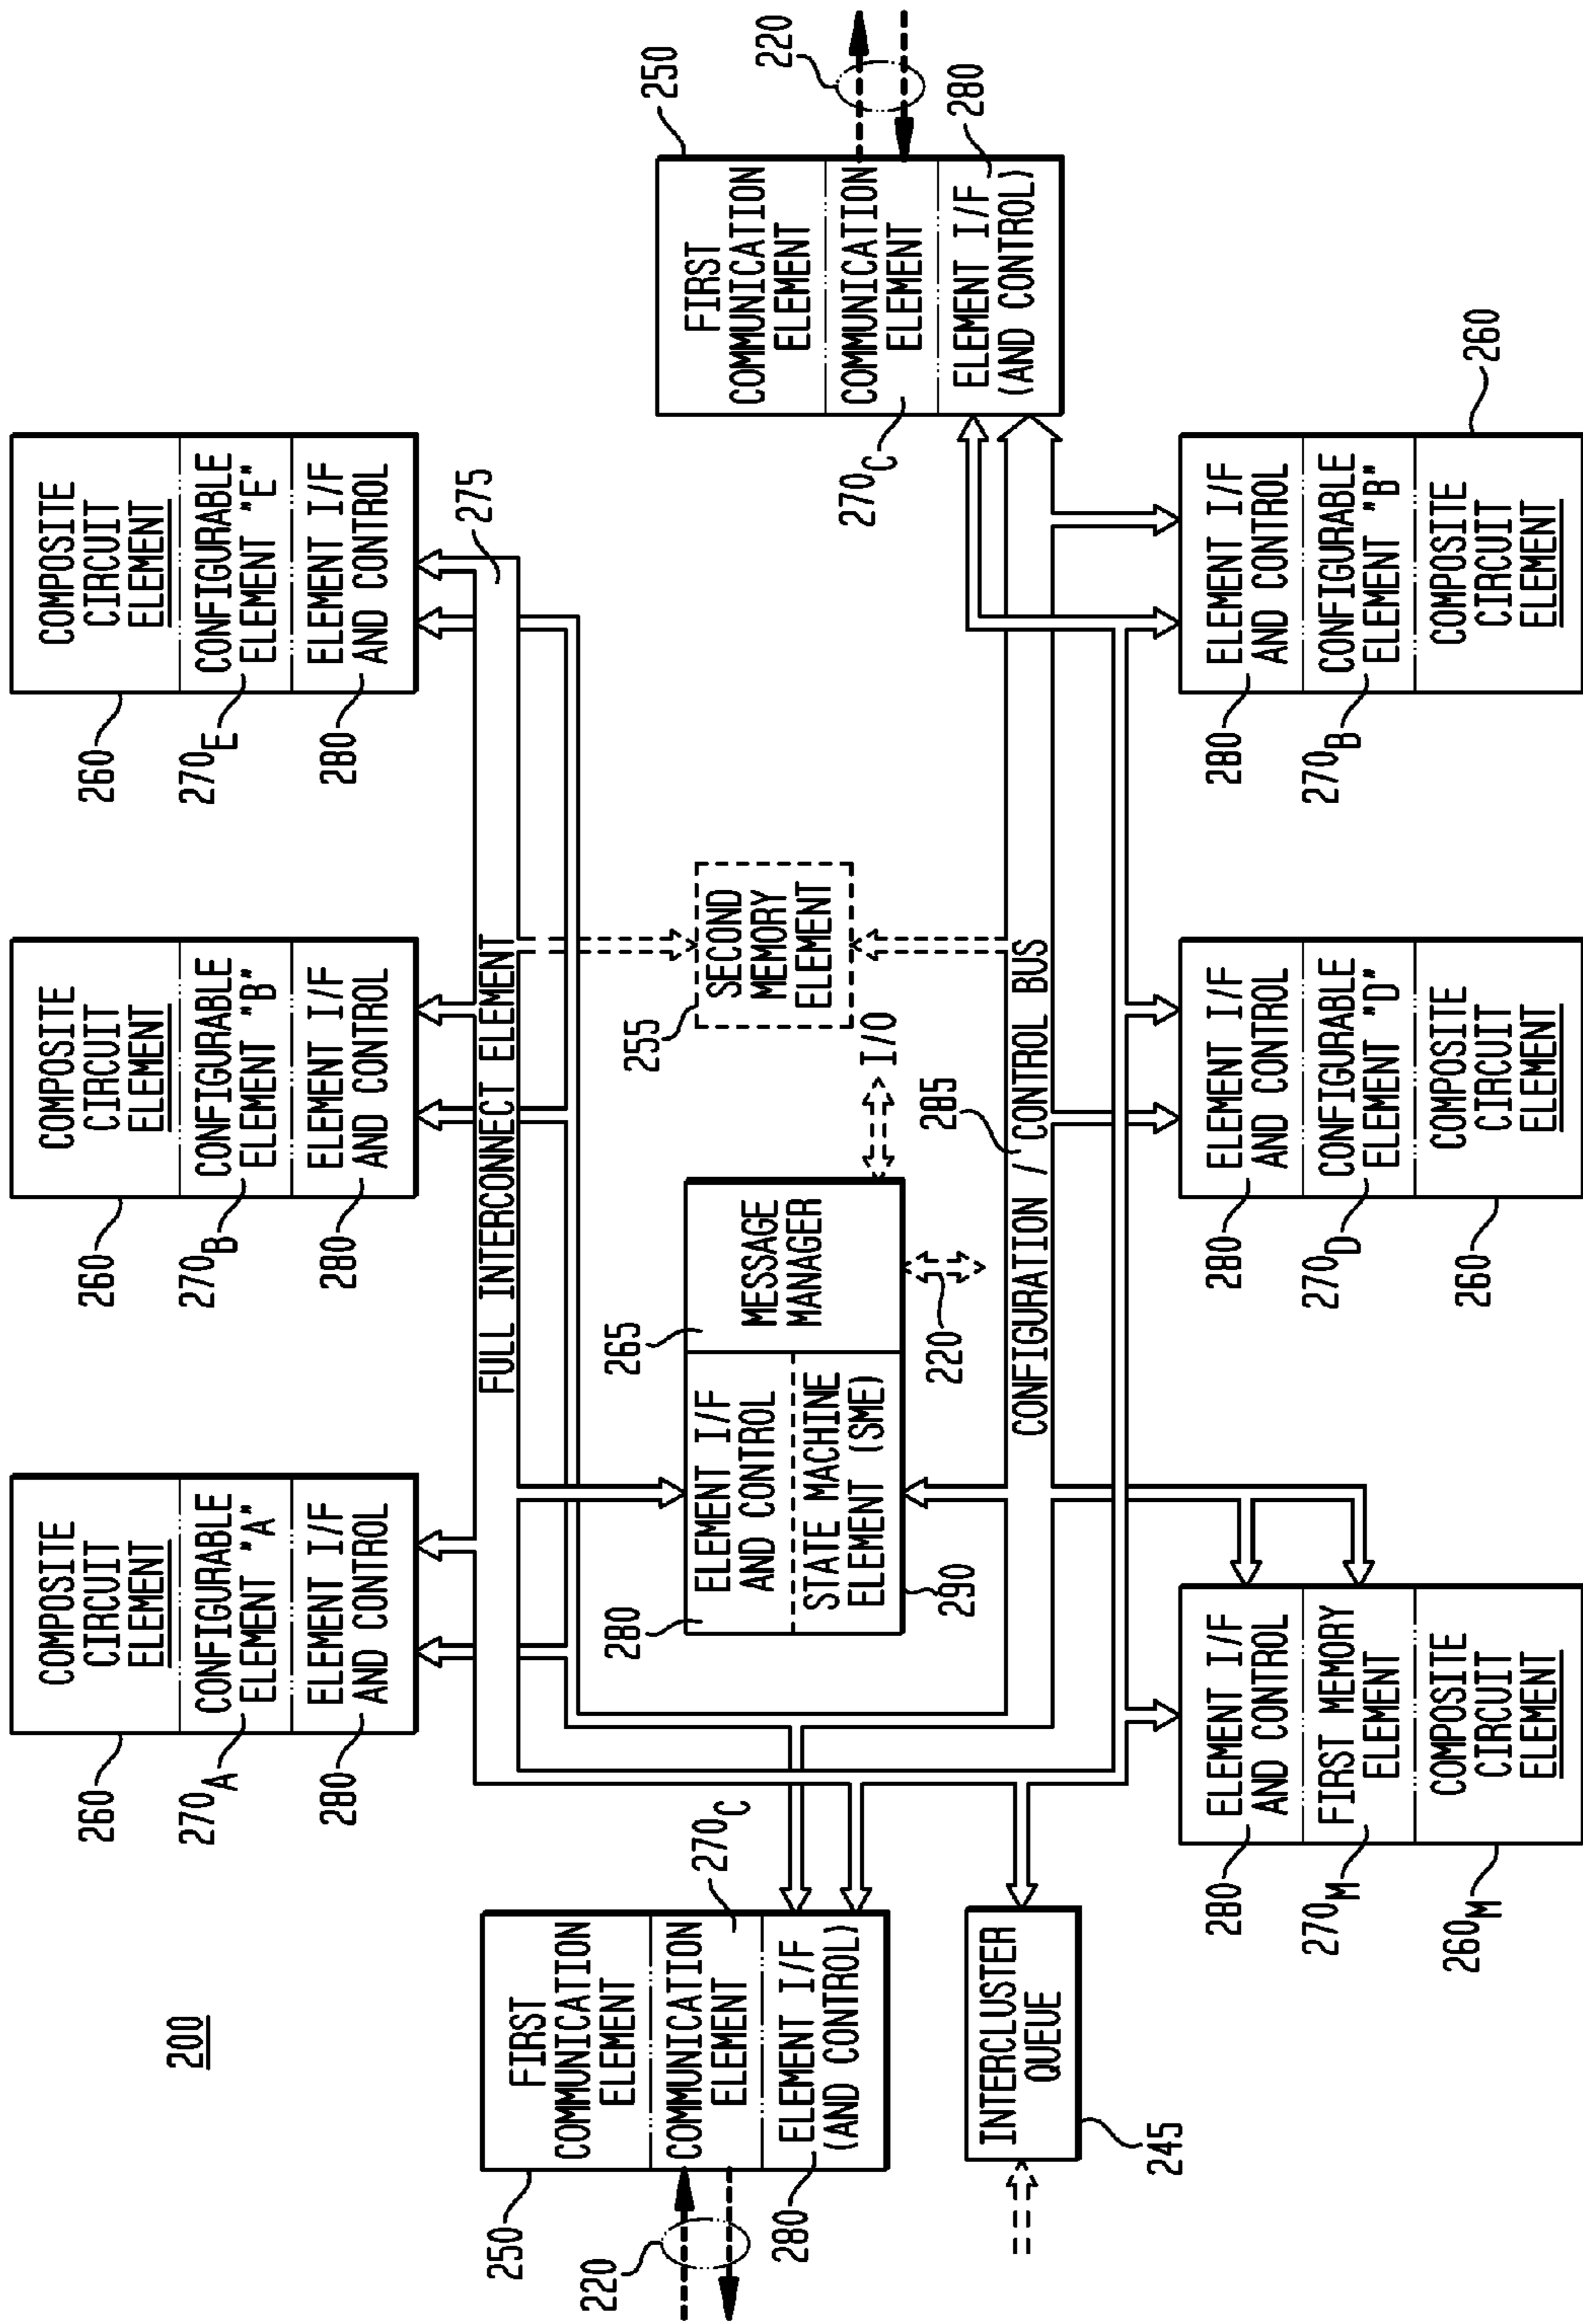 200
COMPOSITE
CIRCUIT
ELEMENT
CONFIGURABLE
ELEMENT "A"
ELEMENT I/F
AND CONTROL
260
270A
280
COMPOSITE
CIRCUIT
ELEMENT
CONFIGURABLE
ELEMENT "B"
ELEMENT I/F
AND CONTROL
260
270B
280
COMPOSITE
CIRCUIT
ELEMENT
CONFIGURABLE
ELEMENT "E"
ELEMENT I/F
AND CONTROL
260
270E
280
FULL INTERCONNECT ELEMENT
275
FIRST
COMMUNICATION
ELEMENT
COMMUNICATION
ELEMENT
ELEMENT I/F
(AND CONTROL)
250
220
280
270C
ELEMENT I/F
AND CONTROL
STATE MACHINE
ELEMENT (SME)
MESSAGE
MANAGER
280
265
290
220
I/O
SECOND
MEMORY
ELEMENT
255
FIRST
COMMUNICATION
ELEMENT
COMMUNICATION
ELEMENT
ELEMENT I/F
(AND CONTROL)
250
220
280
270C
INTERCLUSTER
QUEUE
245
CONFIGURATION / CONTROL BUS
285
ELEMENT I/F
AND CONTROL
FIRST MEMORY
ELEMENT
COMPOSITE
CIRCUIT
ELEMENT
280
270M
260M
ELEMENT I/F
AND CONTROL
CONFIGURABLE
ELEMENT "D"
COMPOSITE
CIRCUIT
ELEMENT
280
270D
260
ELEMENT I/F
AND CONTROL
CONFIGURABLE
ELEMENT "B"
COMPOSITE
CIRCUIT
ELEMENT
280
270B
260